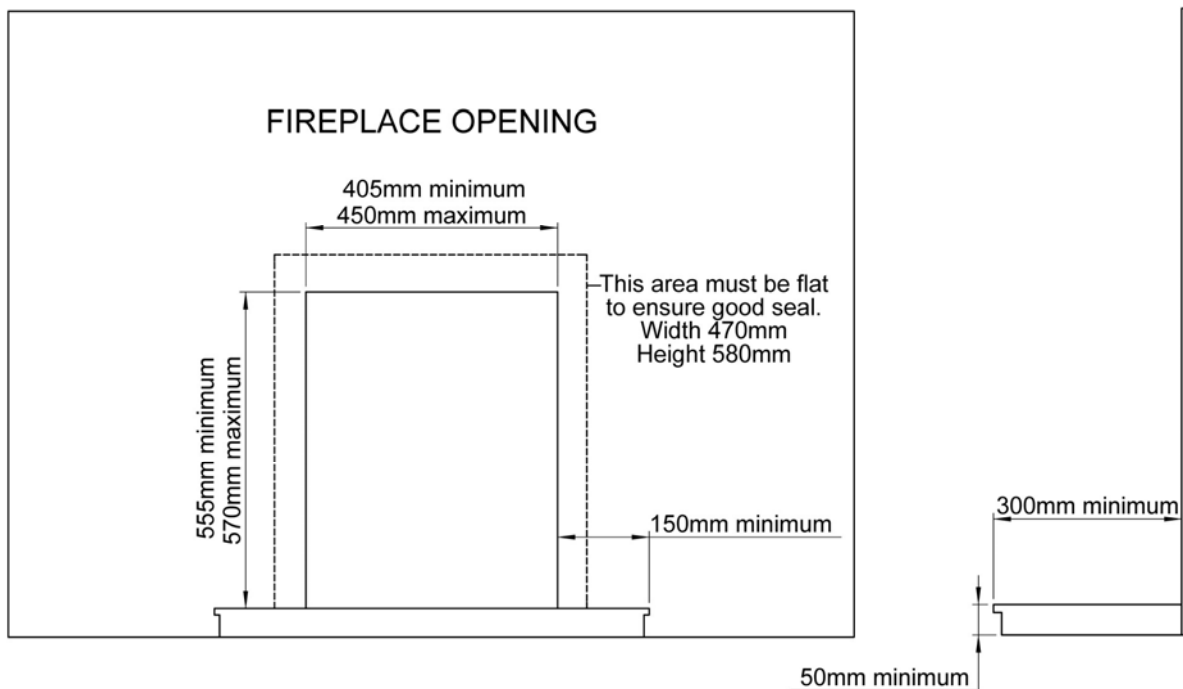 FIREPLACE OPENING
405mm minimum
450mm maximum
This area must be flat
to ensure good seal.
Width 470mm
Height 580mm
555mm minimum
570mm maximum
150mm minimum
300mm minimum
50mm minimum